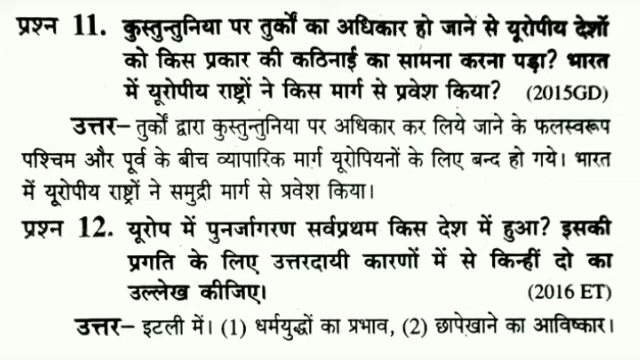 प्रश्न 11. कुस्तुन्तुनिया पर तुर्कों का अधिकार हो जाने से यूरोपीय देशों
को किस प्रकार की कठिनाई का सामना करना पड़ा? भारत
में यूरोपीय राष्ट्रों ने किस मार्ग से प्रवेश किया? (2015GD)
उत्तर– तुर्कों द्वारा कुस्तुन्तुनिया पर अधिकार कर लिये जाने के फलस्वरूप
पश्चिम और पूर्व के बीच व्यापारिक मार्ग यूरोपियनों के लिए बन्द हो गये। भारत
में यूरोपीय राष्ट्रों ने समुद्री मार्ग से प्रवेश किया।
प्रश्न 12. यूरोप में पुनर्जागरण सर्वप्रथम किस देश में हुआ? इसकी
प्रगति के लिए उत्तरदायी कारणों में से किन्हीं दो का
उल्लेख कीजिए। (2016 ET)
उत्तर– इटली में। (1) धर्मयुद्धों का प्रभाव, (2) छापेखाने का आविष्कार।